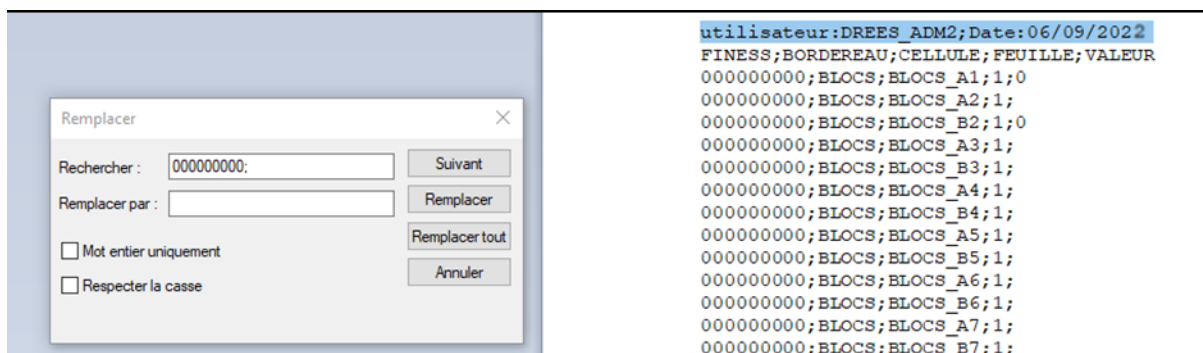 Remplacer
Rechercher :
000000000;
Suivant
Remplacer par :
Remplacer
Remplacer tout
Mot entier uniquement
Annuler
Respecter la casse
utilisateur:DREES_ADM2;Date:06/09/2022
FINESS;BORDEREAU;CELLULE;FEUILLE;VALEUR
000000000;BLOCS;BLOCS_A1;1;0
000000000;BLOCS;BLOCS_A2;1;
000000000;BLOCS;BLOCS_B2;1;0
000000000;BLOCS;BLOCS_A3;1;
000000000;BLOCS;BLOCS_B3;1;
000000000;BLOCS;BLOCS_A4;1;
000000000;BLOCS;BLOCS_B4;1;
000000000;BLOCS;BLOCS_A5;1;
000000000;BLOCS;BLOCS_B5;1;
000000000;BLOCS;BLOCS_A6;1;
000000000;BLOCS;BLOCS_B6;1;
000000000;BLOCS;BLOCS_A7;1;
000000000;BLOCS;BLOCS_B7;1;